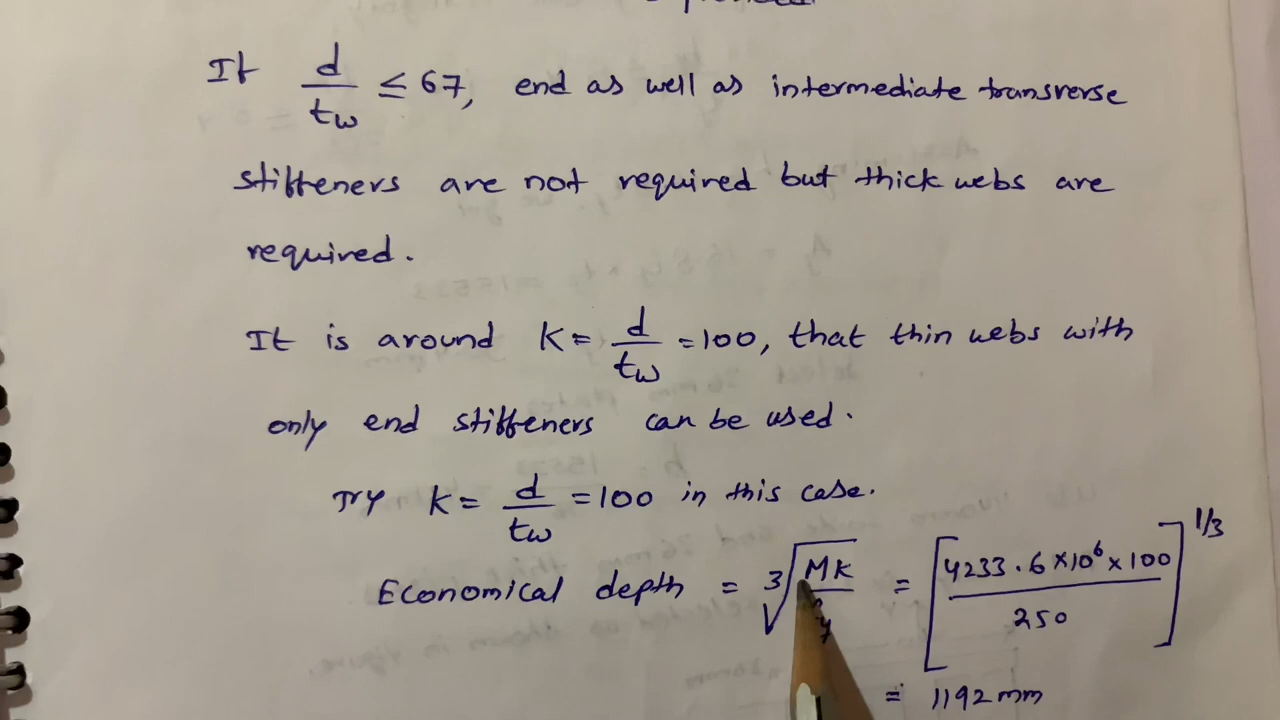 If d/tw ≤ 67, end as well as intermediate transverse
stiffeners are not required but thick webs are
required.
It is around K = d/tw = 100, that thin webs with
only end stiffeners can be used.
Try K = d/tw = 100 in this case.
Economical depth = ∛(MK/fy) = [4233.6×10⁶×100/250]^1/3
= 1192mm